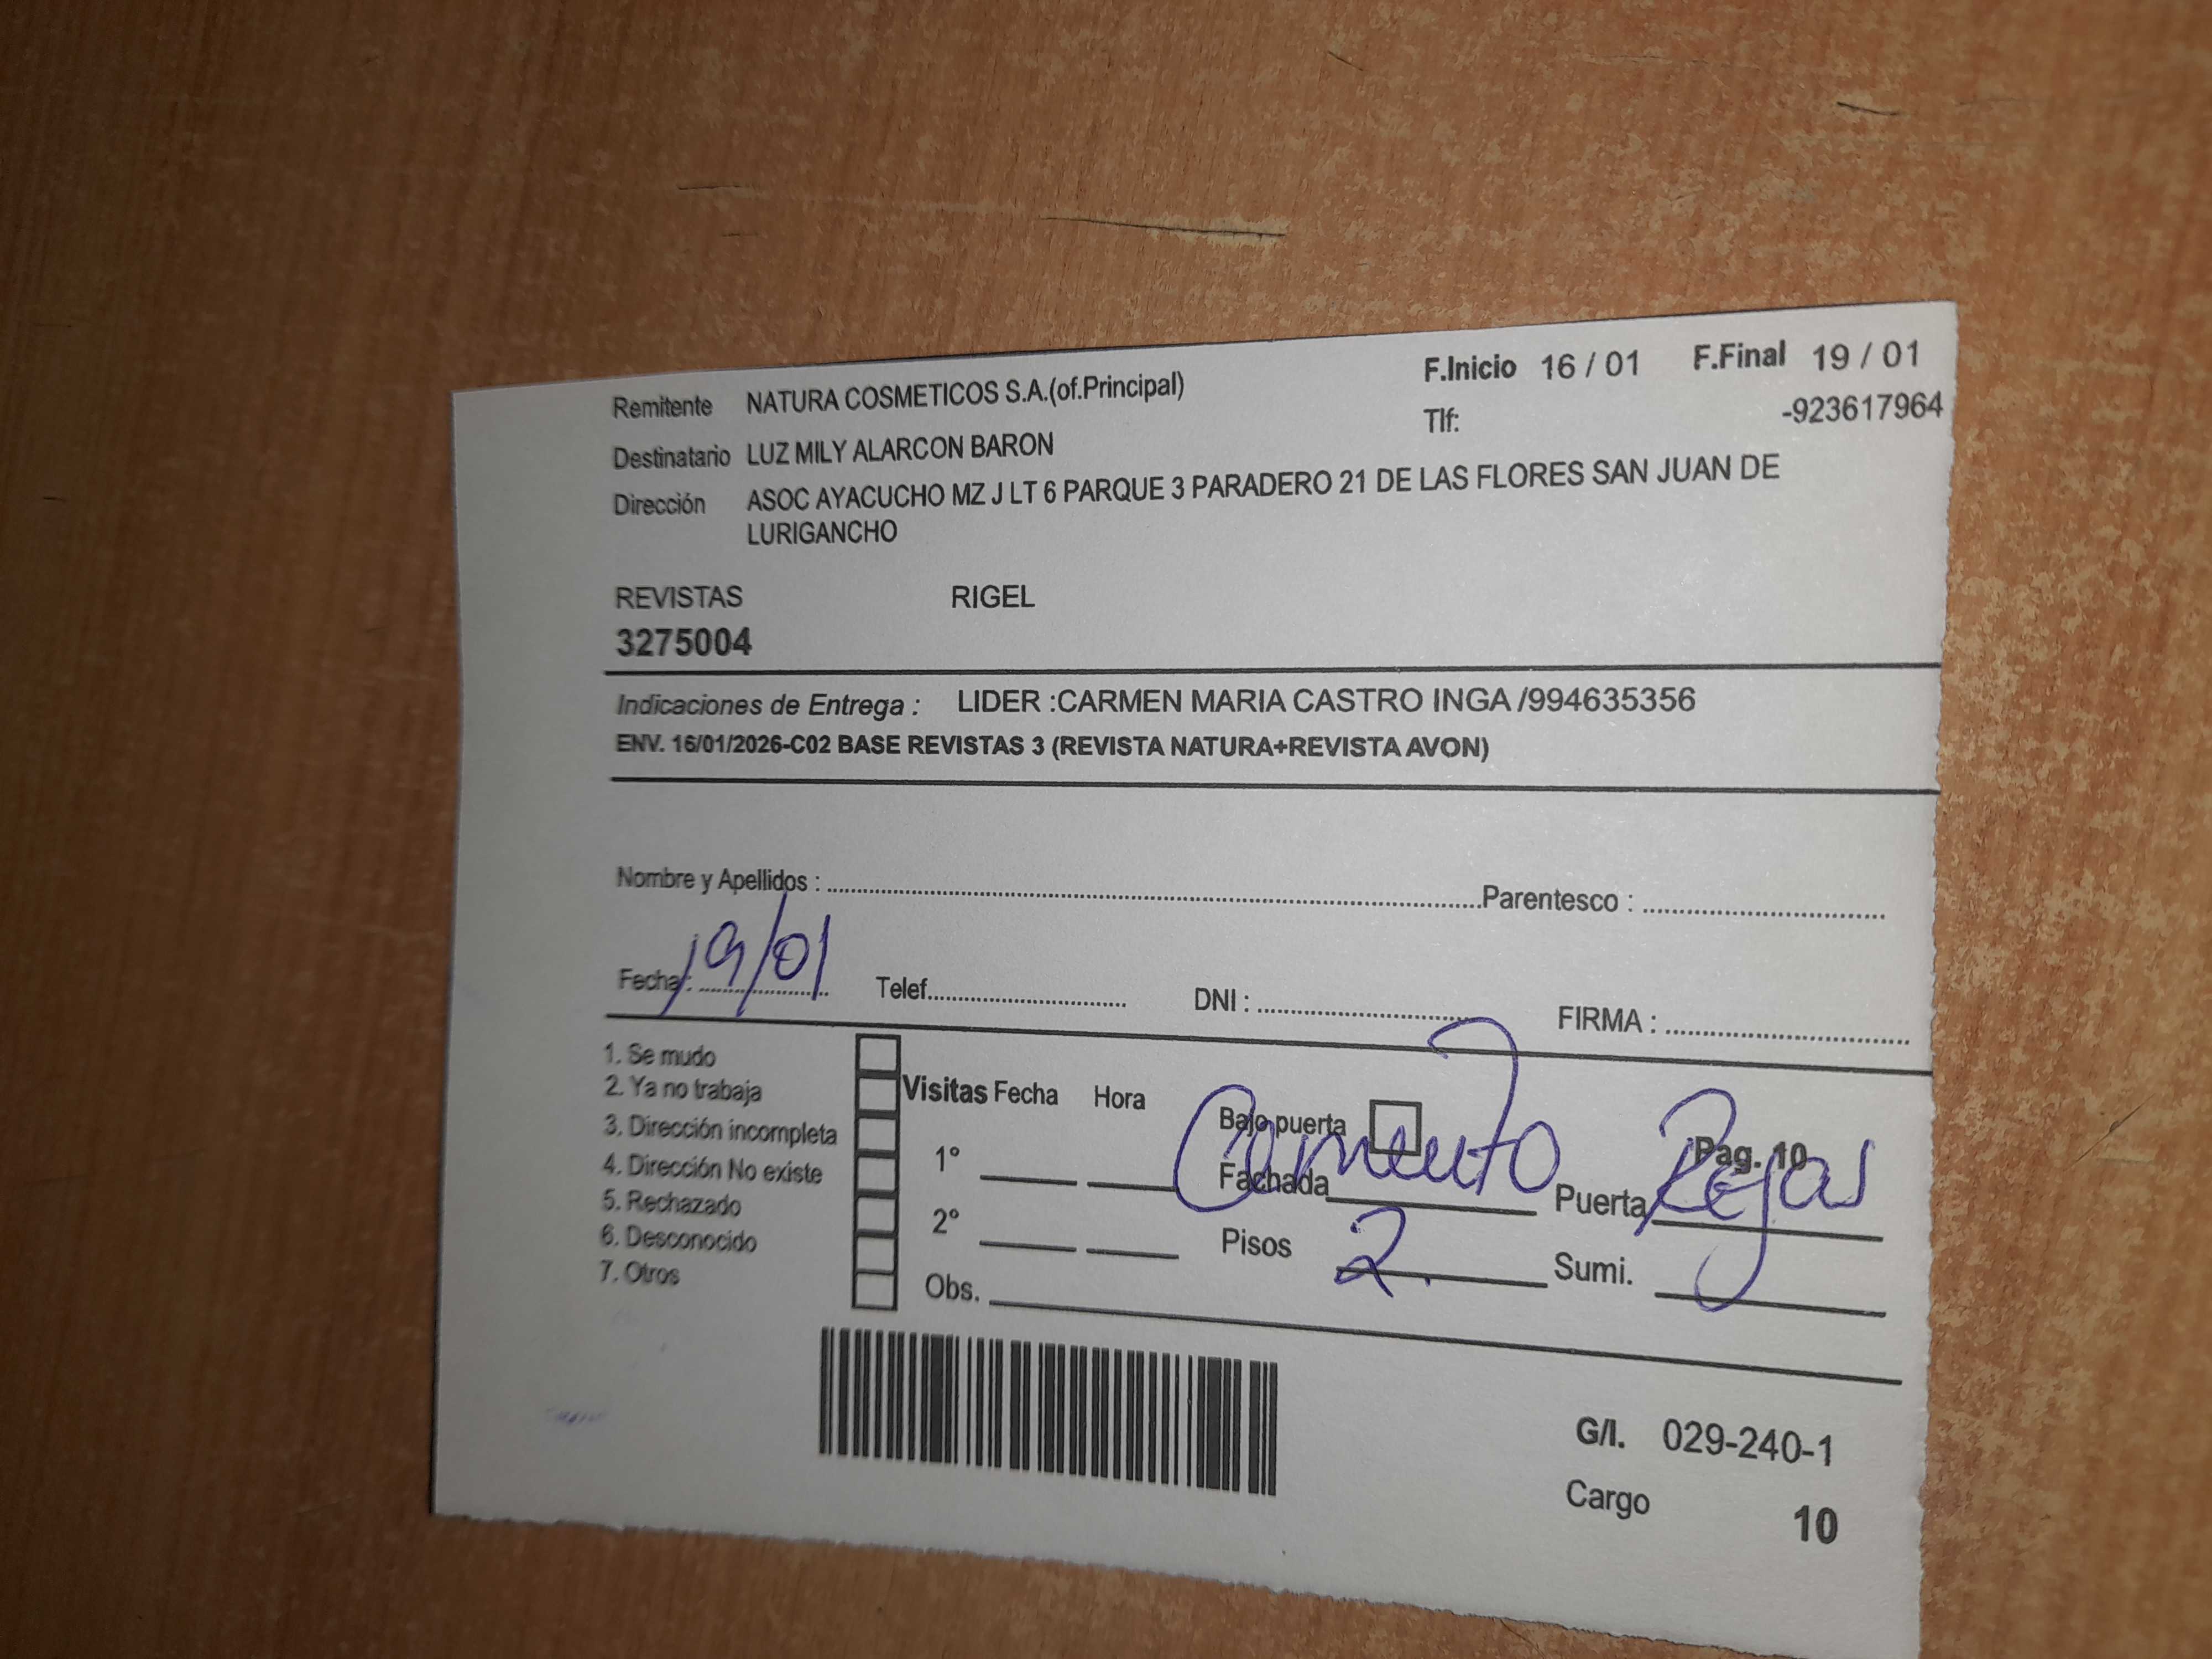 Remitente NATURA COSMETICOS S.A.(of.Principal) F.Inicio 16 / 01 F.Final 19 / 01
Tlf: -923617964
Destinatario LUZ MILY ALARCON BARON
Dirección ASOC AYACUCHO MZ J LT 6 PARQUE 3 PARADERO 21 DE LAS FLORES SAN JUAN DE
LURIGANCHO
REVISTAS RIGEL
3275004
Indicaciones de Entrega : LIDER :CARMEN MARIA CASTRO INGA /994635356
ENV. 16/01/2026-C02 BASE REVISTAS 3 (REVISTA NATURA+REVISTA AVON)
Nombre y Apellidos : Parentesco :
Fecha : 19/01 Telef. DNI : FIRMA :
1. Se mudo
2. Ya no trabaja
3. Dirección incompleta
4. Dirección No existe
5. Rechazado
6. Desconocido
7. Otros
Visitas Fecha Hora
1°
2°
Obs.
Bajo puerta Pag. 10
Fachada Cemento Puerta Rejas
Pisos 2. Sumi.
G/I. 029-240-1
Cargo 10